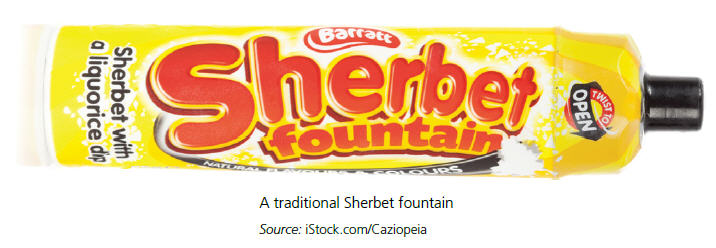 Barratt
Sherbet
fountain
NATURAL FLAVOURS & COLOURS
Sherbet with
a liquorice dip
TWIST TO
OPEN
A traditional Sherbet fountain
Source: iStock.com/Caziopeia